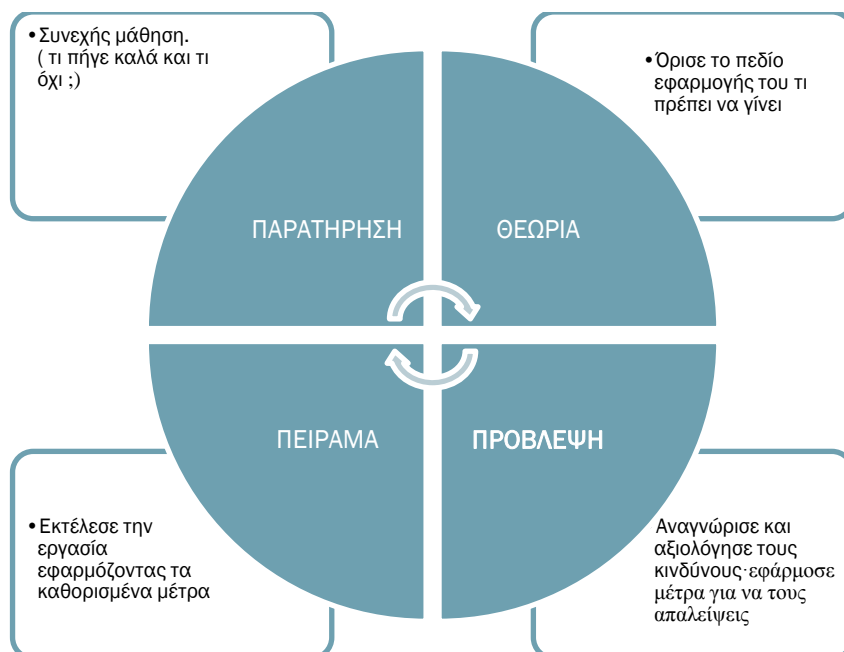 •Συνεχής μάθηση.
( τι πήγε καλά και τι
όχι ;)
•Όρισε το πεδίο
εφαρμογής του τι
πρέπει να γίνει
ΠΑΡΑΤΗΡΗΣΗ
ΘΕΩΡΙΑ
ΠΕΙΡΑΜΑ
ΠΡΟΒΛΕΨΗ
•Εκτέλεσε την
εργασία
εφαρμόζοντας τα
καθορισμένα μέτρα
Αναγνώρισε και
αξιολόγησε τους
κινδύνους·εφάρμοσε
μέτρα για να τους
απαλείψεις